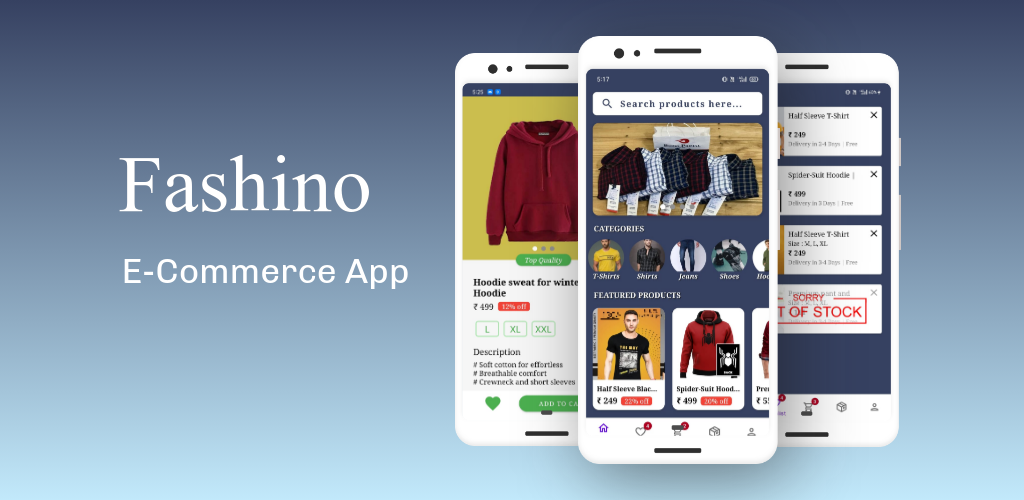 Fashino
E-Commerce App
5:25
Top Quality
Hoodie sweat for winte
Hoodie
₹ 499 12% off
L XL XXL
Description
# Soft cotton for effortless
# Breathable comfort
# Crewneck and short sleeves
ADD TO CA
5:17
Search products here...
CATEGORIES
T-Shirts Shirts Jeans Shoes Hoo
FEATURED PRODUCTS
Half Sleeve Blac...
₹ 249 22% off
Spider-Suit Hood...
₹ 499 20% off
Pre
₹ 55
4 2
Half Sleeve T-Shirt
₹ 249
Delivery in 2-4 Days | Free
Spider-Suit Hoodie |
₹ 499
Delivery in 3 Days | Free
Half Sleeve T-Shirt
Size : M, L, XL
₹ 249
Delivery in 3-4 Days | Free
Premium pant and
SORRY
T OF STOCK